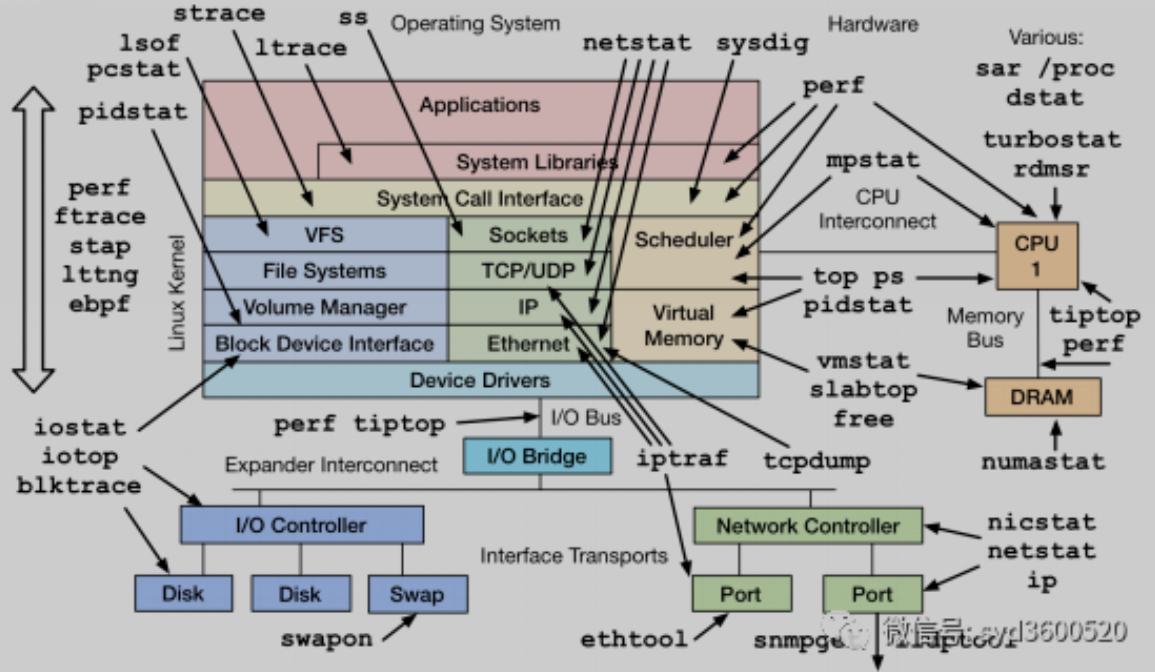 strace
ss
Operating System
Hardware
Various:
lsof
ltrace
netstat
sysdig
sar /proc
pcstat
perf
dstat
pidstat
Applications
turbostat
rdmsr
System Libraries
mpstat
perf
ftrace
stap
lttng
ebpf
System Call Interface
CPU
Interconnect
Linux Kernel
VFS
Sockets
Scheduler
CPU
1
File Systems
TCP/UDP
top ps
pidstat
Volume Manager
IP
Virtual
Memory
Memory
Bus
tiptop
perf
Block Device Interface
Ethernet
vmstat
slabtop
free
Device Drivers
DRAM
iostat
iotop
blktrace
perf tiptop
I/O Bus
I/O Bridge
iptraf
tcpdump
numastat
Expander Interconnect
I/O Controller
Network Controller
nicstat
netstat
ip
Interface Transports
Disk
Disk
Swap
Port
Port
swapon
ethtool
微信号: syd3600520